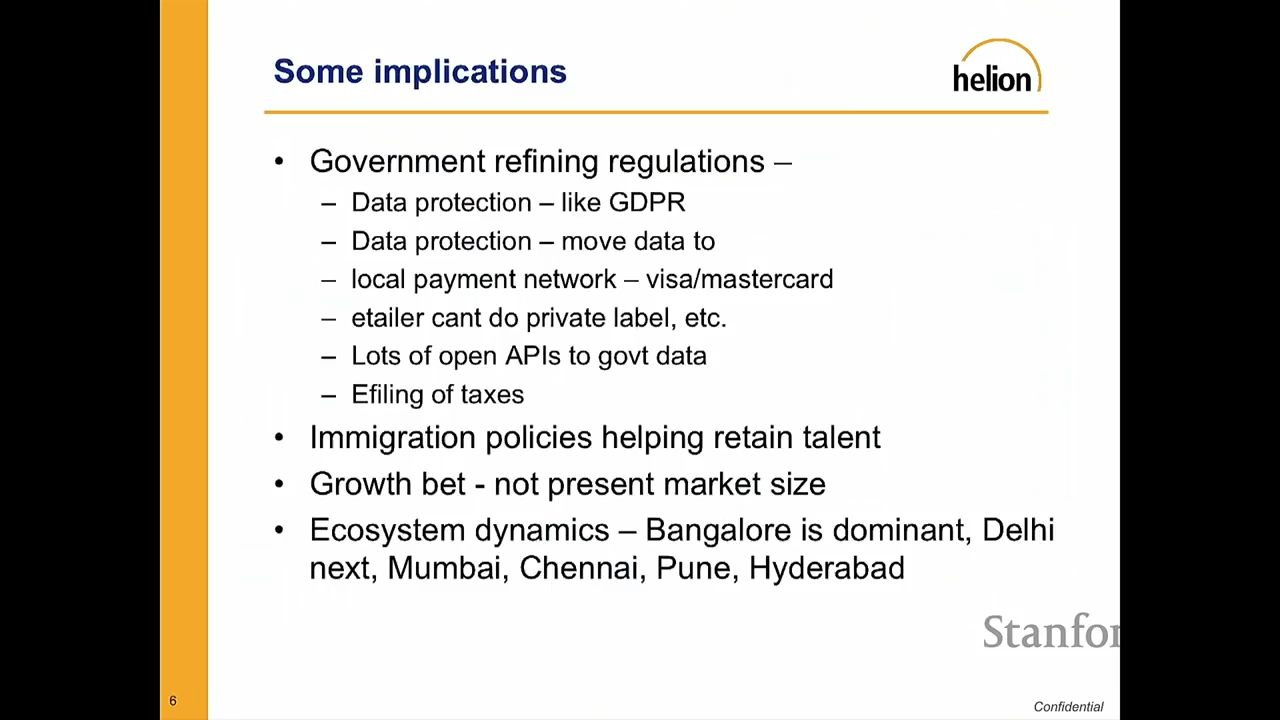 Some implications
helion
• Government refining regulations –
– Data protection – like GDPR
– Data protection – move data to
– local payment network – visa/mastercard
– etailer cant do private label, etc.
– Lots of open APIs to govt data
– Efiling of taxes
• Immigration policies helping retain talent
• Growth bet - not present market size
• Ecosystem dynamics – Bangalore is dominant, Delhi
next, Mumbai, Chennai, Pune, Hyderabad
Stanfor
6
Confidential